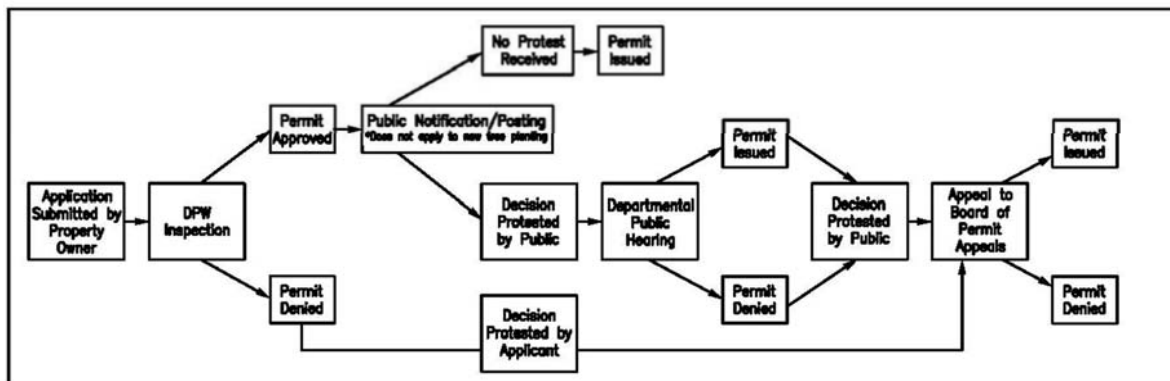 No Protest
Received
Permit
Issued
Permit
Approved
Public Notification/Posting
*Does not apply to new tree planting
Permit
Issued
Permit
Issued
Application
Submitted by
Property
Owner
DPW
Inspection
Decision
Protested
by Public
Departmental
Public
Hearing
Decision
Protested
by Public
Appeal to
Board of
Permit
Appeals
Permit
Denied
Decision
Protested by
Applicant
Permit
Denied
Permit
Denied